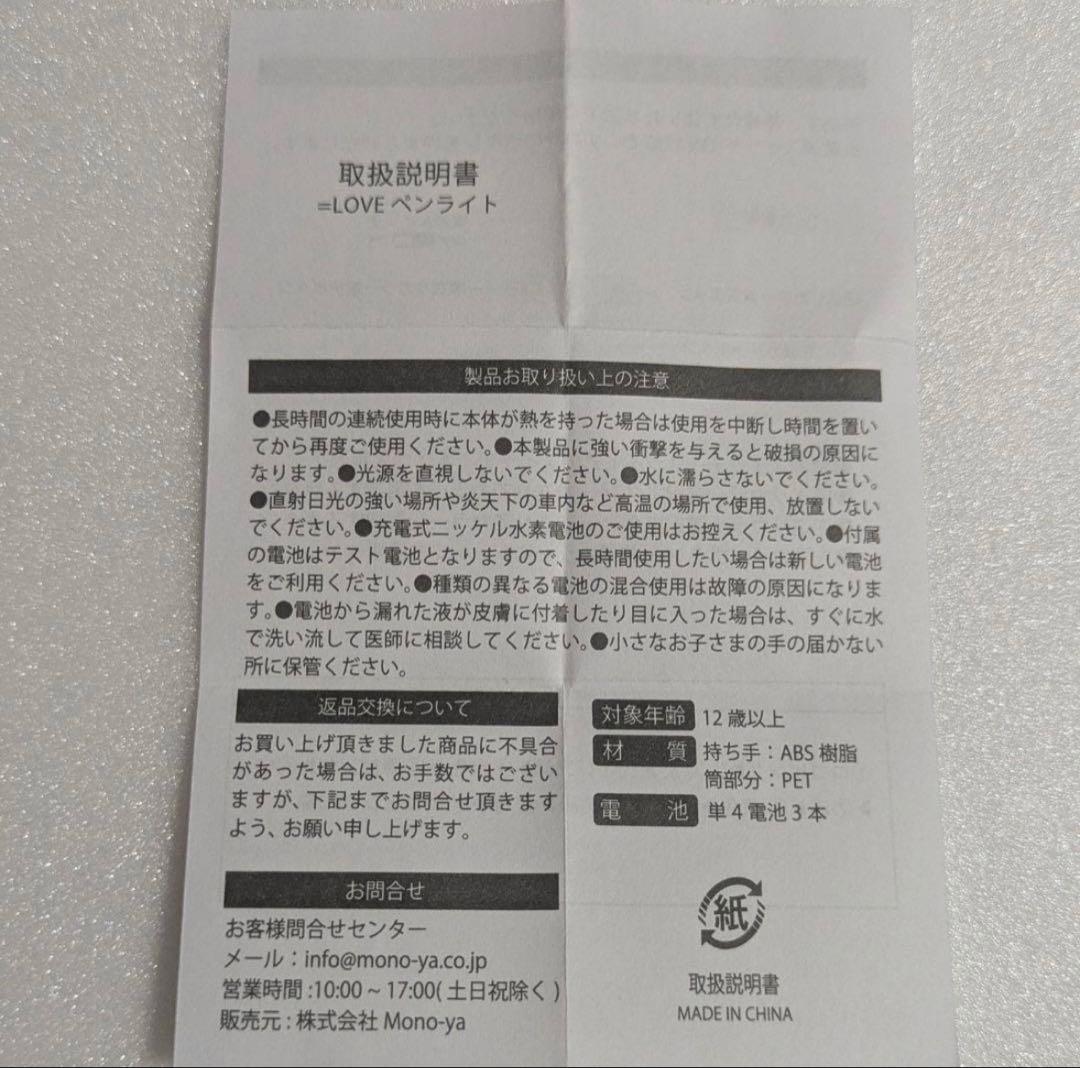 取扱説明書
=LOVE ペンライト
製品お取り扱い上の注意
●長時間の連続使用時に本体が熱を持った場合は使用を中断し時間を置い
てから再度ご使用ください。●本製品に強い衝撃を与えると破損の原因に
なります。●光源を直視しないでください。●水に濡らさないでください。
●直射日光の強い場所や炎天下の車内など高温の場所で使用、放置しない
でください。●充電式ニッケル水素電池のご使用はお控えください。●付属
の電池はテスト電池となりますので、長時間使用したい場合は新しい電池
をご利用ください。●種類の異なる電池の混合使用は故障の原因になりま
す。●電池から漏れた液が皮膚に付着したり目に入った場合は、すぐに水
で洗い流して医師に相談してください。●小さなお子さまの手の届かない
所に保管ください。
返品交換について
お買い上げ頂きました商品に不具合
があった場合は、お手数ではござい
ますが、下記までお問合せ頂きます
よう、お願い申し上げます。
お問合せ
お客様問合せセンター
メール：info@mono-ya.co.jp
営業時間 :10:00 ~ 17:00( 土日祝除く )
販売元 : 株式会社 Mono-ya
対象年齢 12 歳以上
材 質 持ち手：ABS 樹脂
筒部分：PET
電 池 単 4 電池 3 本
紙
取扱説明書
MADE IN CHINA